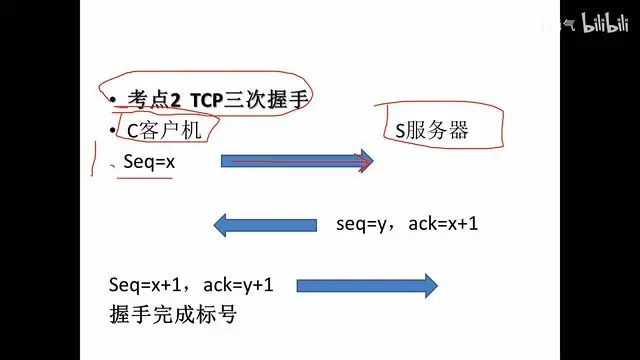 气 bilibili
• 考点2 TCP三次握手
• C客户机 S服务器
、Seq=x
seq=y，ack=x+1
Seq=x+1，ack=y+1
握手完成标号